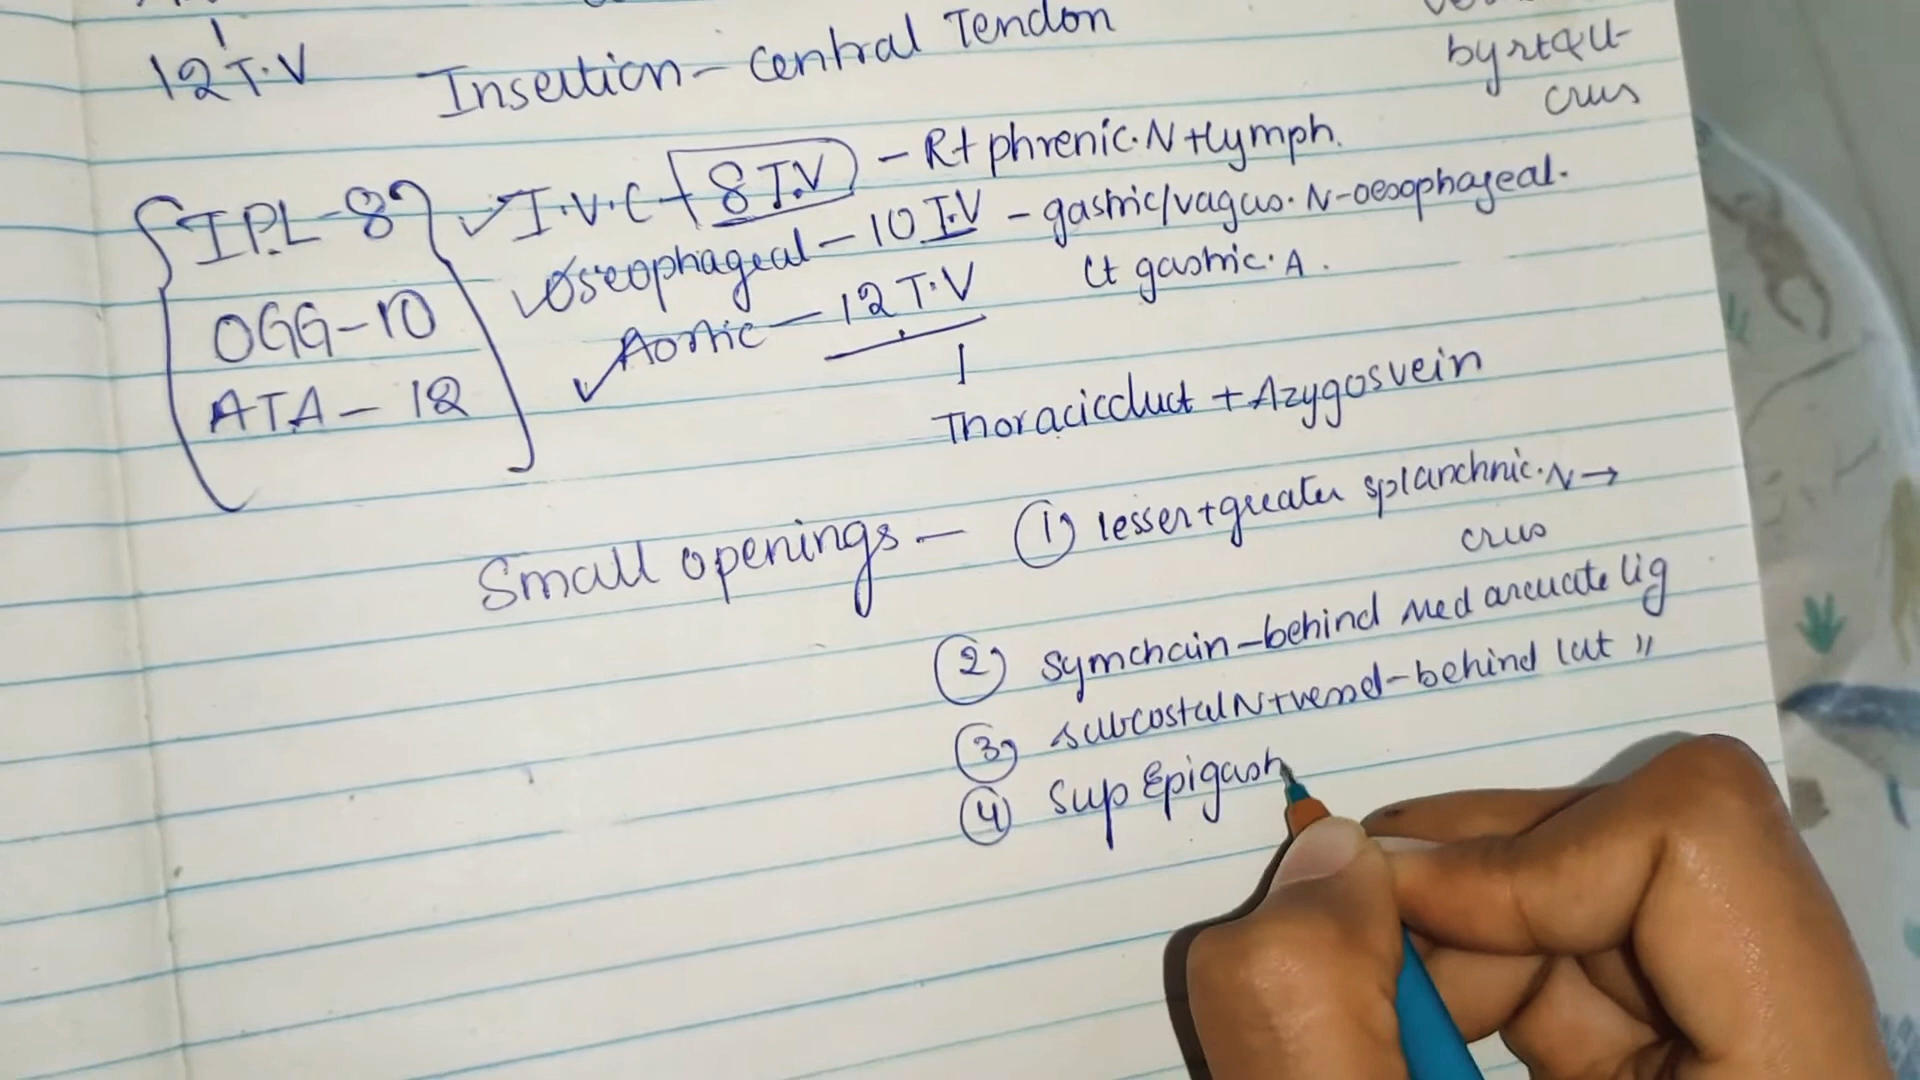 12 T.V
Insertion - Central Tendon
by rt & lt
crus
{ I.P.L - 8 } ✓ I.V.C - 8 T.V - Rt phrenic. N + lymph.
OGG - 10 ✓ Oseophageal - 10 T.V - gastric/vagus. N - oesophageal.
Lt gastric. A.
ATA - 12 ✓ Aortic - 12 T.V
Thoracic duct + Azygos vein
Small openings - ① lesser + greater splanchnic. N →
crus
② Sym chain - behind Med arcuate lig
③ subcostal N + vessel - behind lat "
④ Sup Epigast